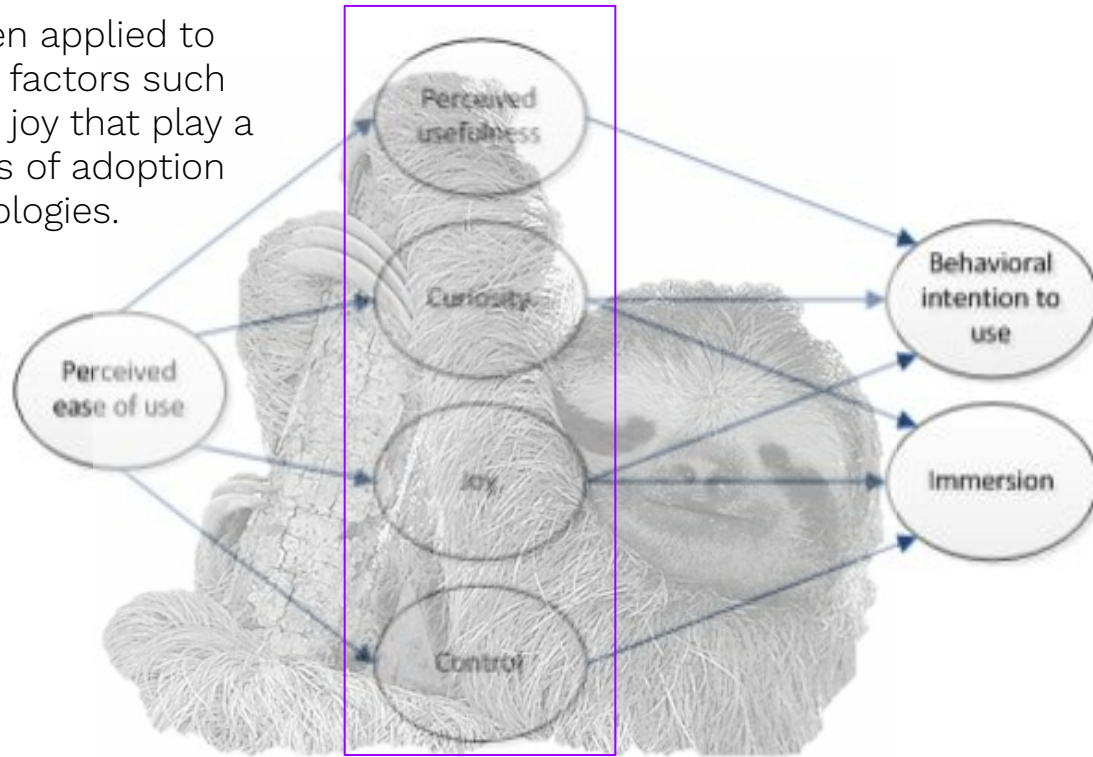 en applied to
factors such
joy that play a
s of adoption
ologies.
Perceived
usefulness
Curiosity
Joy
Control
Perceived
ease of use
Behavioral
intention to
use
Immersion